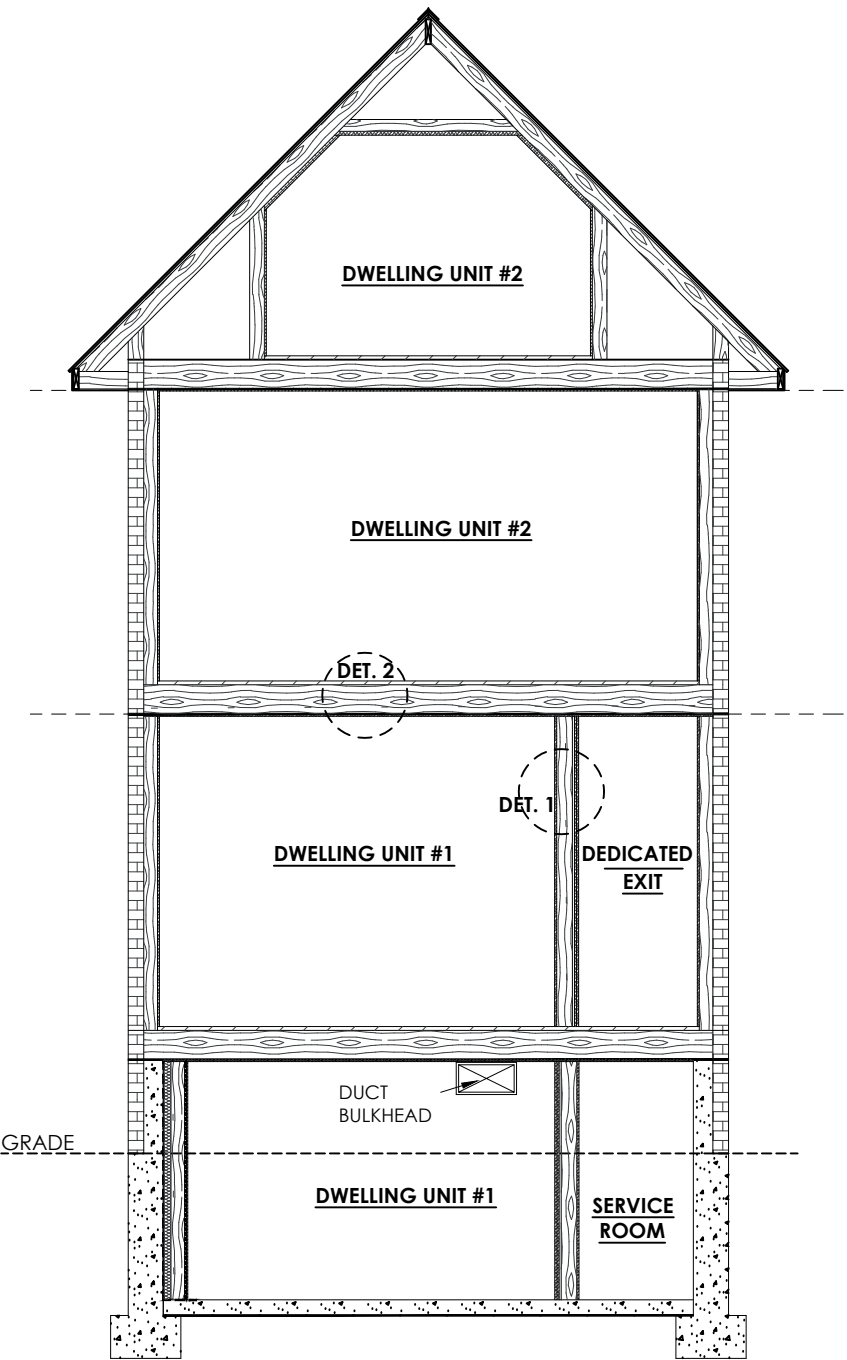 DWELLING UNIT #2
DWELLING UNIT #2
DET. 2
DET. 1
DWELLING UNIT #1
DEDICATED
EXIT
DUCT
BULKHEAD
GRADE
DWELLING UNIT #1
SERVICE
ROOM